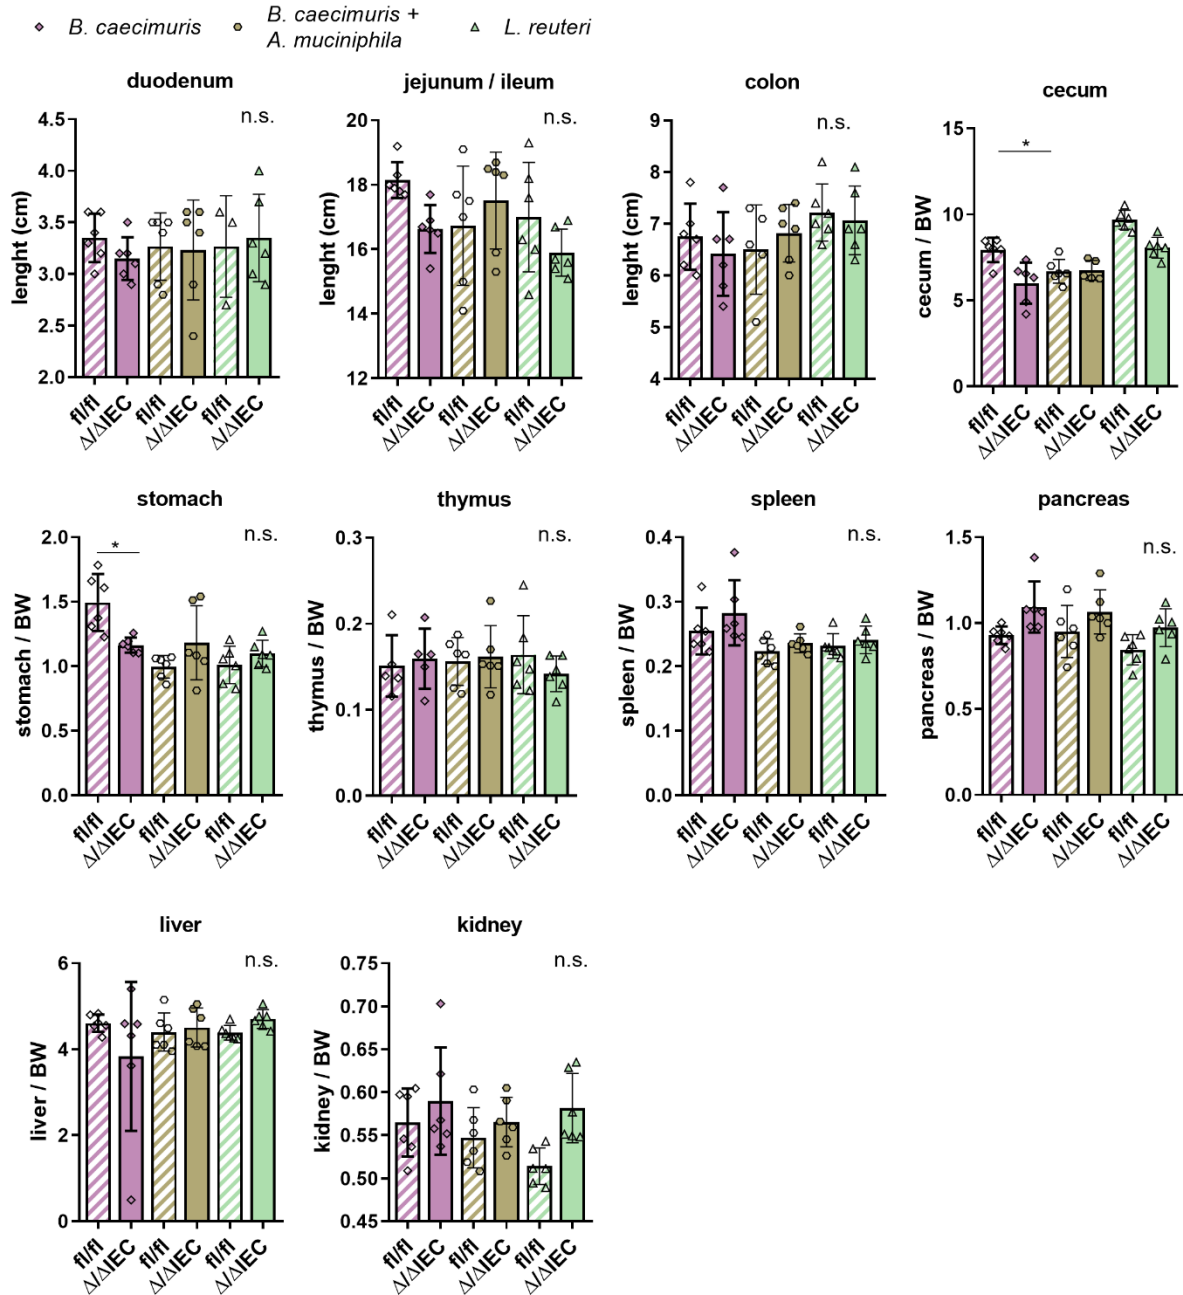 B. caecimuris
B. caecimuris +
A. muciniphila
L. reuteri
duodenum
n.s.
lenght (cm)
4.5
4.0
3.5
3.0
2.5
2.0
fl/fl
Δ/ΔIEC
fl/fl
Δ/ΔIEC
fl/fl
Δ/ΔIEC
jejunum / ileum
n.s.
lenght (cm)
20
18
16
14
12
fl/fl
Δ/ΔIEC
fl/fl
Δ/ΔIEC
fl/fl
Δ/ΔIEC
colon
n.s.
lenght (cm)
9
8
7
6
5
4
fl/fl
Δ/ΔIEC
fl/fl
Δ/ΔIEC
fl/fl
Δ/ΔIEC
cecum
*
cecum / BW
15
10
5
0
fl/fl
Δ/ΔIEC
fl/fl
Δ/ΔIEC
fl/fl
Δ/ΔIEC
stomach
n.s.
*
stomach / BW
2.0
1.5
1.0
0.5
0.0
fl/fl
Δ/ΔIEC
fl/fl
Δ/ΔIEC
fl/fl
Δ/ΔIEC
thymus
n.s.
thymus / BW
0.3
0.2
0.1
0.0
fl/fl
Δ/ΔIEC
fl/fl
Δ/ΔIEC
fl/fl
Δ/ΔIEC
spleen
n.s.
spleen / BW
0.4
0.3
0.2
0.1
0.0
fl/fl
Δ/ΔIEC
fl/fl
Δ/ΔIEC
fl/fl
Δ/ΔIEC
pancreas
n.s.
pancreas / BW
1.5
1.0
0.5
0.0
fl/fl
Δ/ΔIEC
fl/fl
Δ/ΔIEC
fl/fl
Δ/ΔIEC
liver
n.s.
liver / BW
6
4
2
0
fl/fl
Δ/ΔIEC
fl/fl
Δ/ΔIEC
fl/fl
Δ/ΔIEC
kidney
n.s.
kidney / BW
0.75
0.70
0.65
0.60
0.55
0.50
0.45
fl/fl
Δ/ΔIEC
fl/fl
Δ/ΔIEC
fl/fl
Δ/ΔIEC